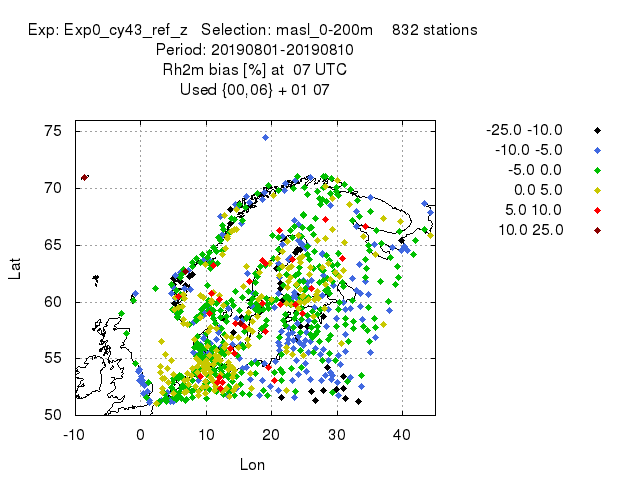 Exp: Exp0_cy43_ref_z Selection: masl_0-200m 832 stations
Period: 20190801-20190810
Rh2m bias [%] at 07 UTC
Used {00,06} + 01 07
75
70
65
60
55
50
Lat
-10 0 10 20 30 40
Lon
-25.0 -10.0
-10.0 -5.0
-5.0 0.0
0.0 5.0
5.0 10.0
10.0 25.0